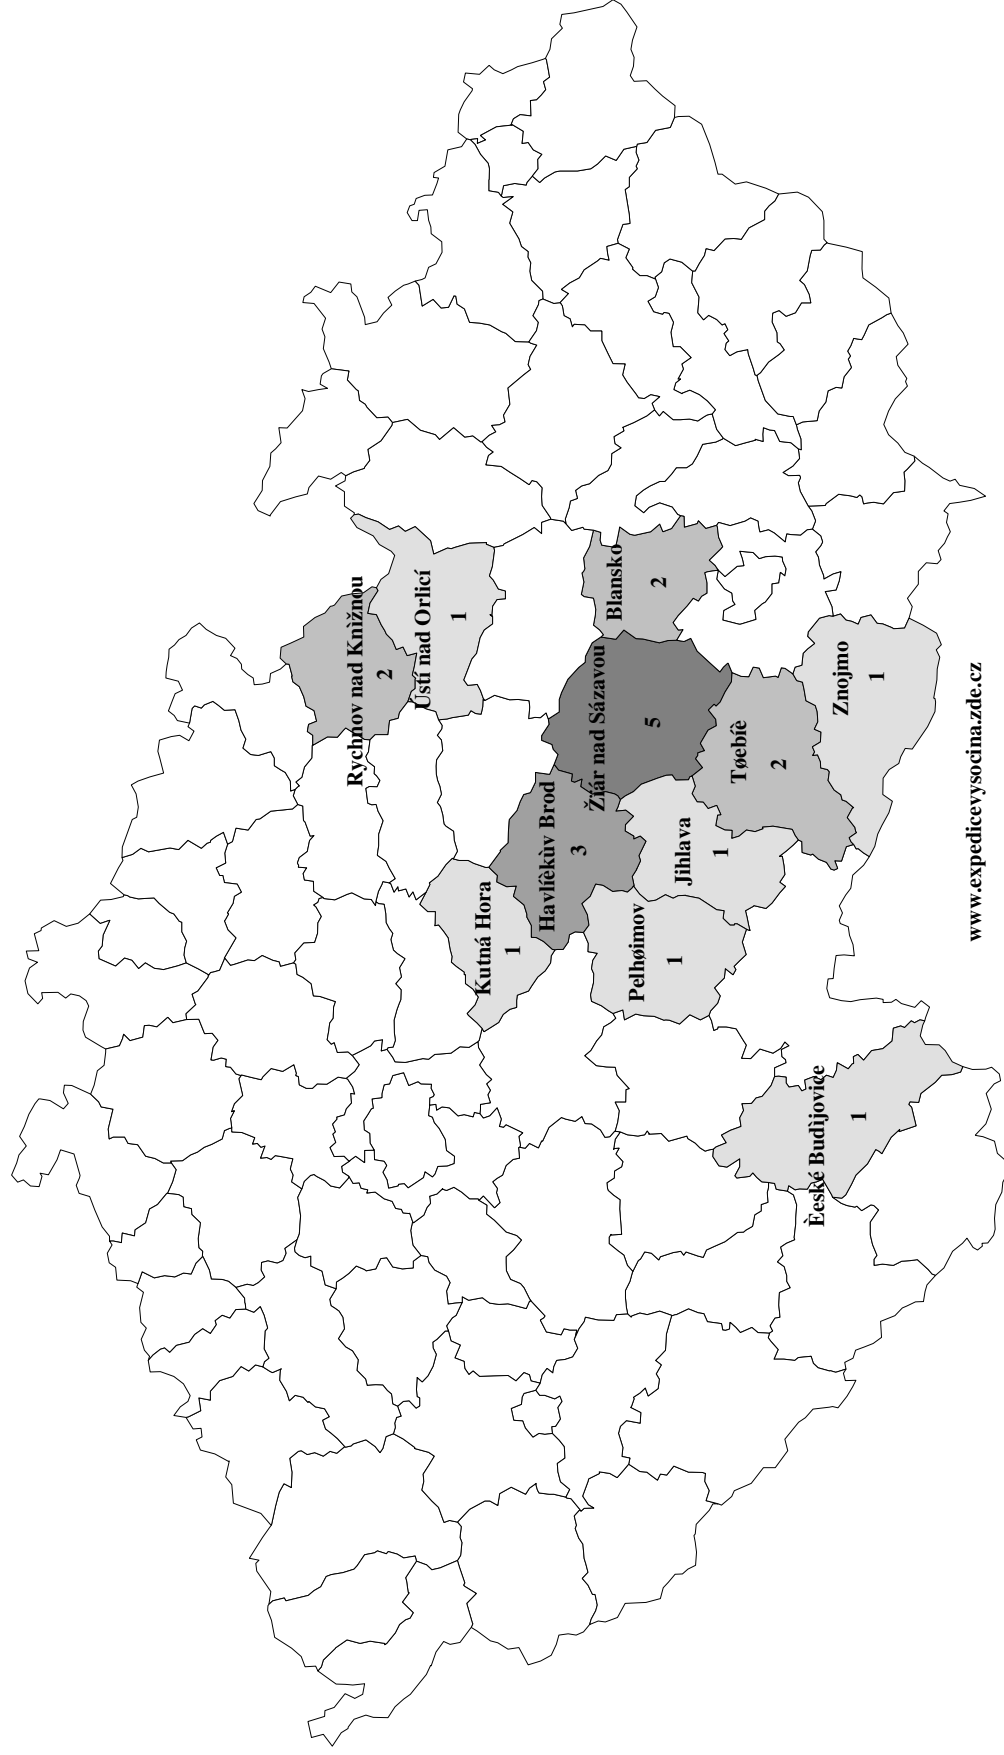 Rychnov nad Knìžnou
2
Ústí nad Orlicí
1
Kutná Hora
1
Havlíèkùv Brod
3
Žïár nad Sázavou
5
Blansko
2
Pelhøimov
1
Jihlava
1
Tøebíè
2
Znojmo
1
Èeské Budìjovice
1
www.expedicevysocina.zde.cz